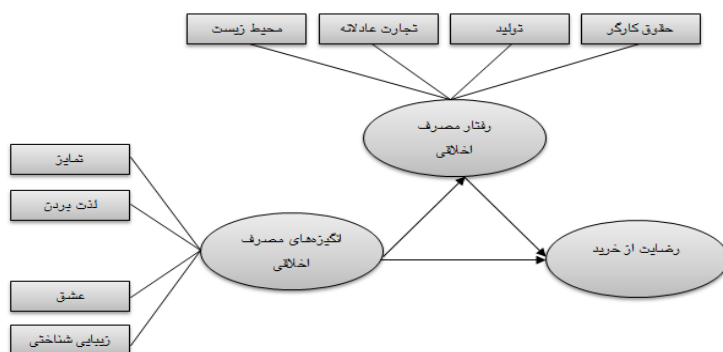 حقوق کارگر
تولید
تجارت عادلانه
محیط زیست
رفتار مصرف
اخلاقی
تمایز
لذت بردن
انگیزه‌های مصرف
اخلاقی
رضایت از خرید
عشق
زیبایی شناختی